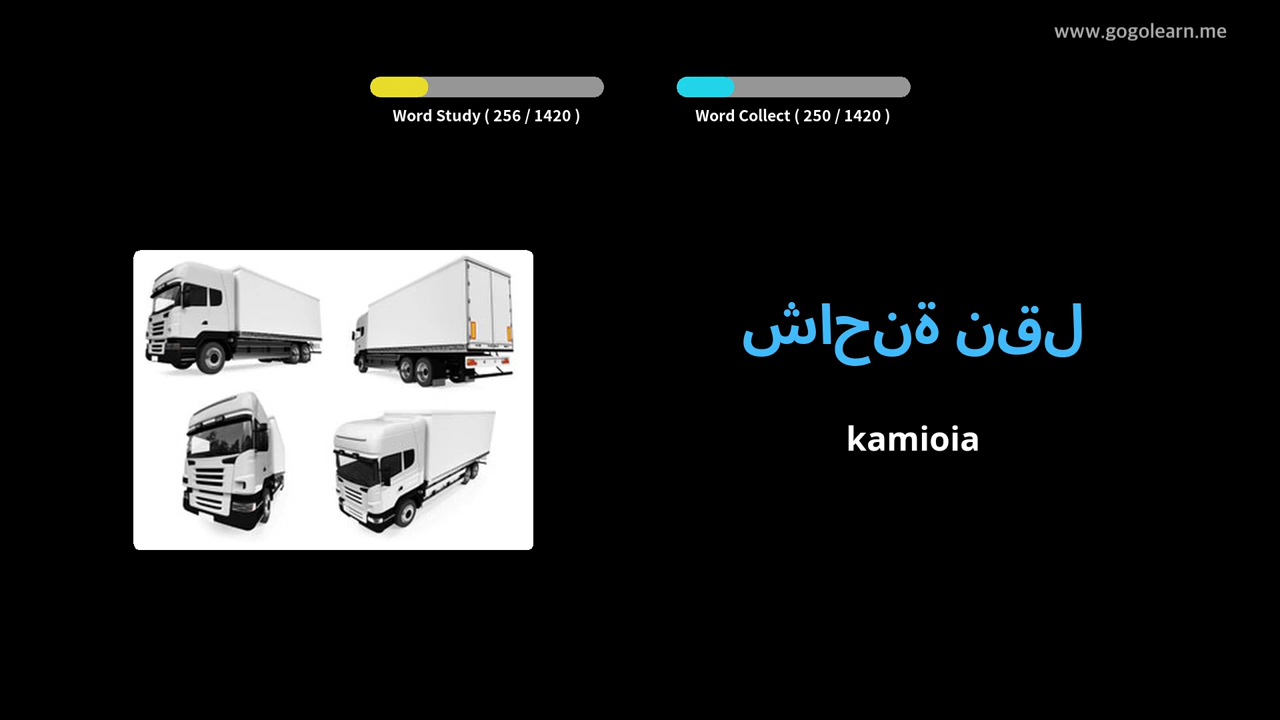 www.gogolearn.me
Word Study ( 256 / 1420 )
Word Collect ( 250 / 1420 )
شاحنة نقل
kamioia